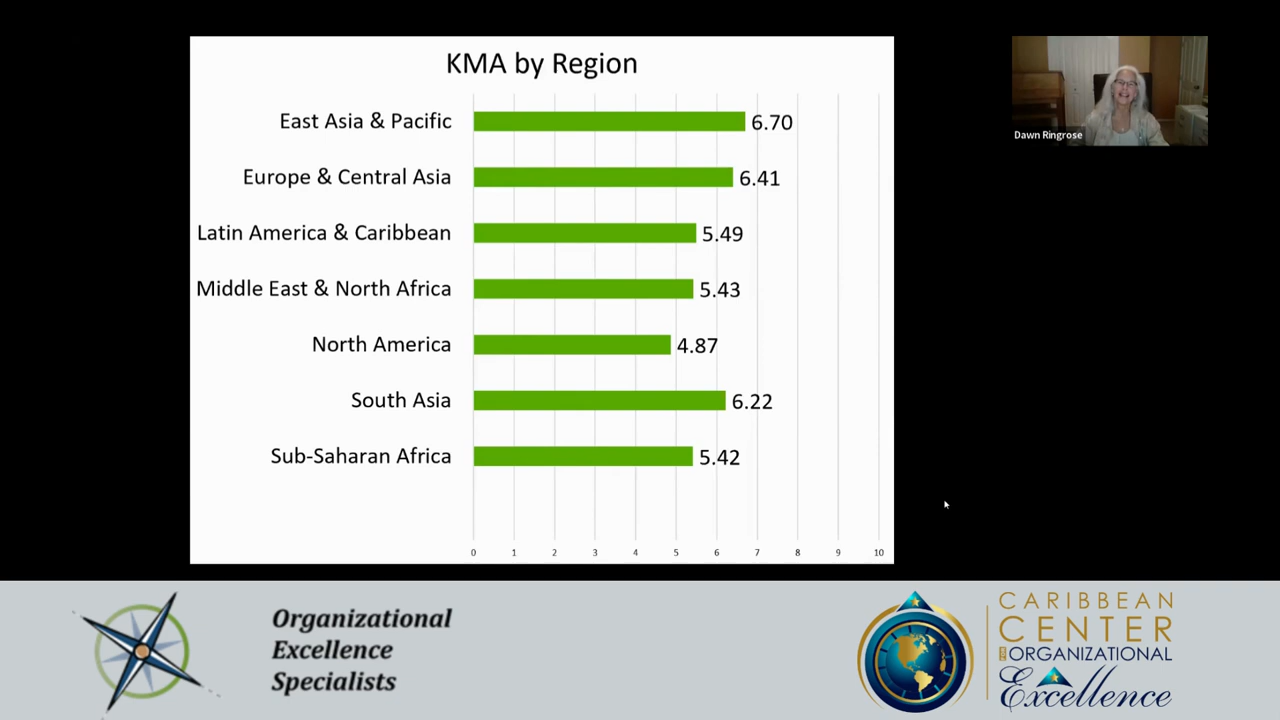 KMA by Region
East Asia & Pacific 6.70
Europe & Central Asia 6.41
Latin America & Caribbean 5.49
Middle East & North Africa 5.43
North America 4.87
South Asia 6.22
Sub-Saharan Africa 5.42
0 1 2 3 4 5 6 7 8 9 10
Dawn Ringrose
Organizational
Excellence
Specialists
CARIBBEAN
CENTER
FOR ORGANIZATIONAL
Excellence